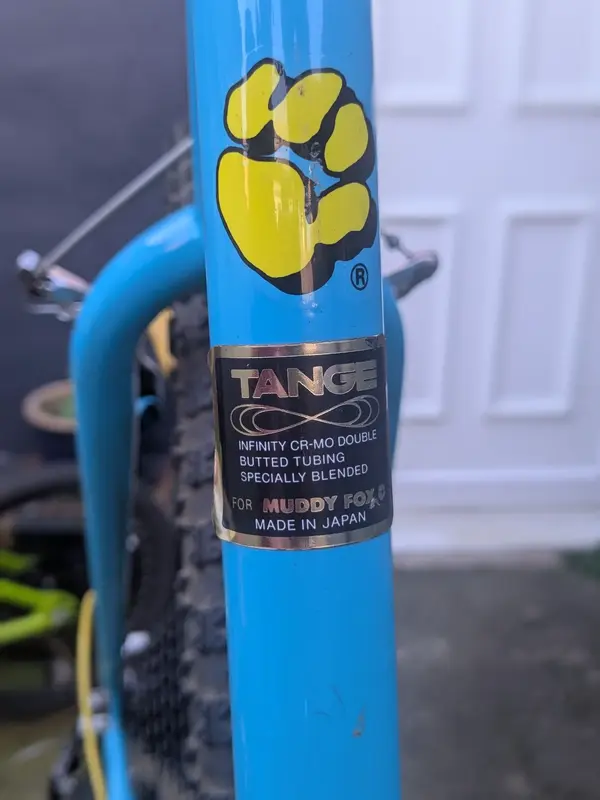 ®
TANGE
INFINITY CR-MO DOUBLE
BUTTED TUBING
SPECIALLY BLENDED
FOR MUDDY FOX
MADE IN JAPAN